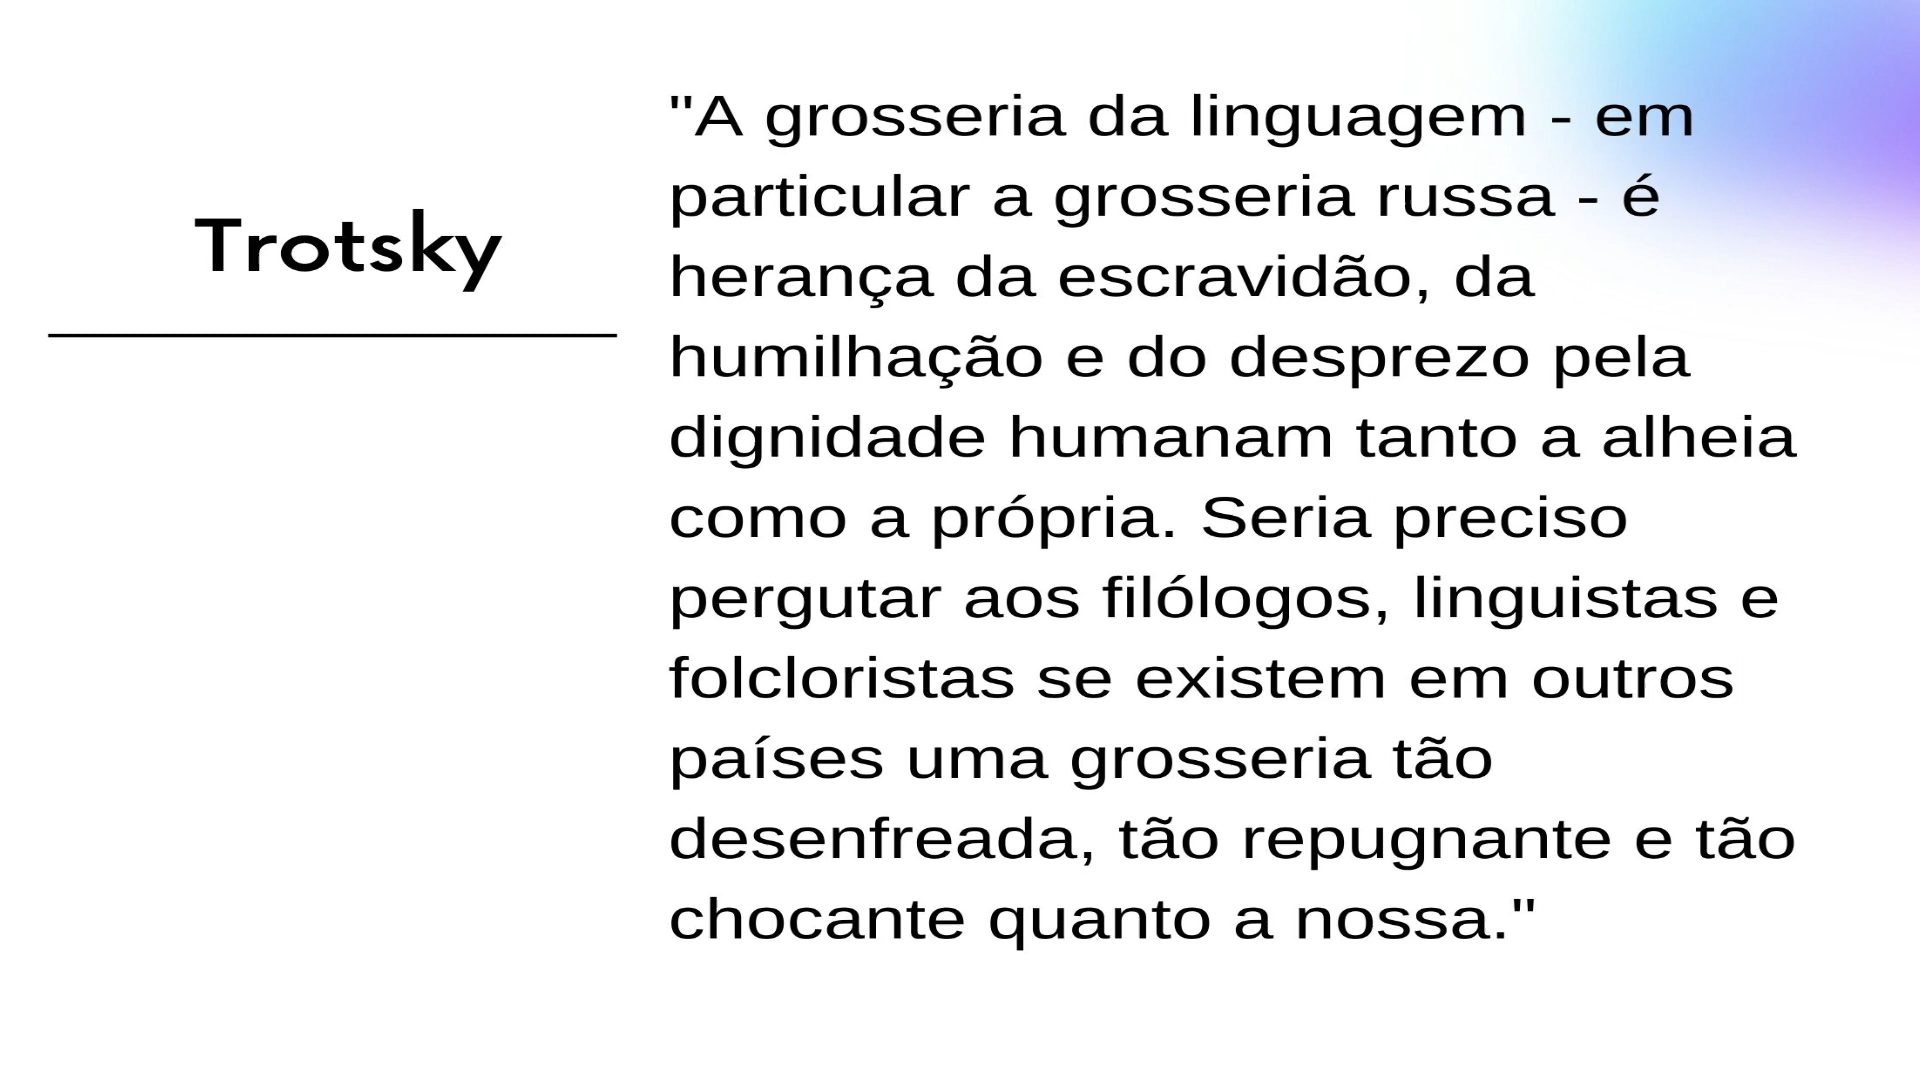 Trotsky
"A grosseria da linguagem - em
particular a grosseria russa - é
herança da escravidão, da
humilhação e do desprezo pela
dignidade humanam tanto a alheia
como a própria. Seria preciso
pergutar aos filólogos, linguistas e
folcloristas se existem em outros
países uma grosseria tão
desenfreada, tão repugnante e tão
chocante quanto a nossa."